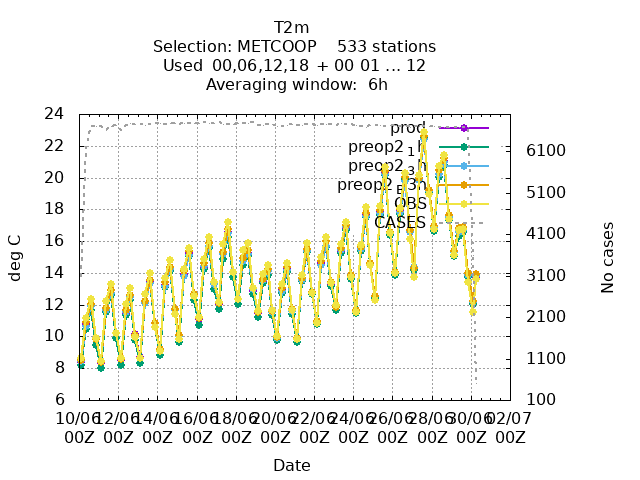 T2m
Selection: METCOOP 533 stations
Used 00,06,12,18 + 00 01 ... 12
Averaging window: 6h
deg C
24
22
20
18
16
14
12
10
8
6
prod
preop2_1h
preop2_3h
preop2_E3h
OBS
CASES
6100
5100
4100
3100
2100
1100
100
No cases
10/06 12/06 14/06 16/06 18/06 20/06 22/06 24/06 26/06 28/06 30/06 02/07
00Z 00Z 00Z 00Z 00Z 00Z 00Z 00Z 00Z 00Z 00Z 00Z
Date